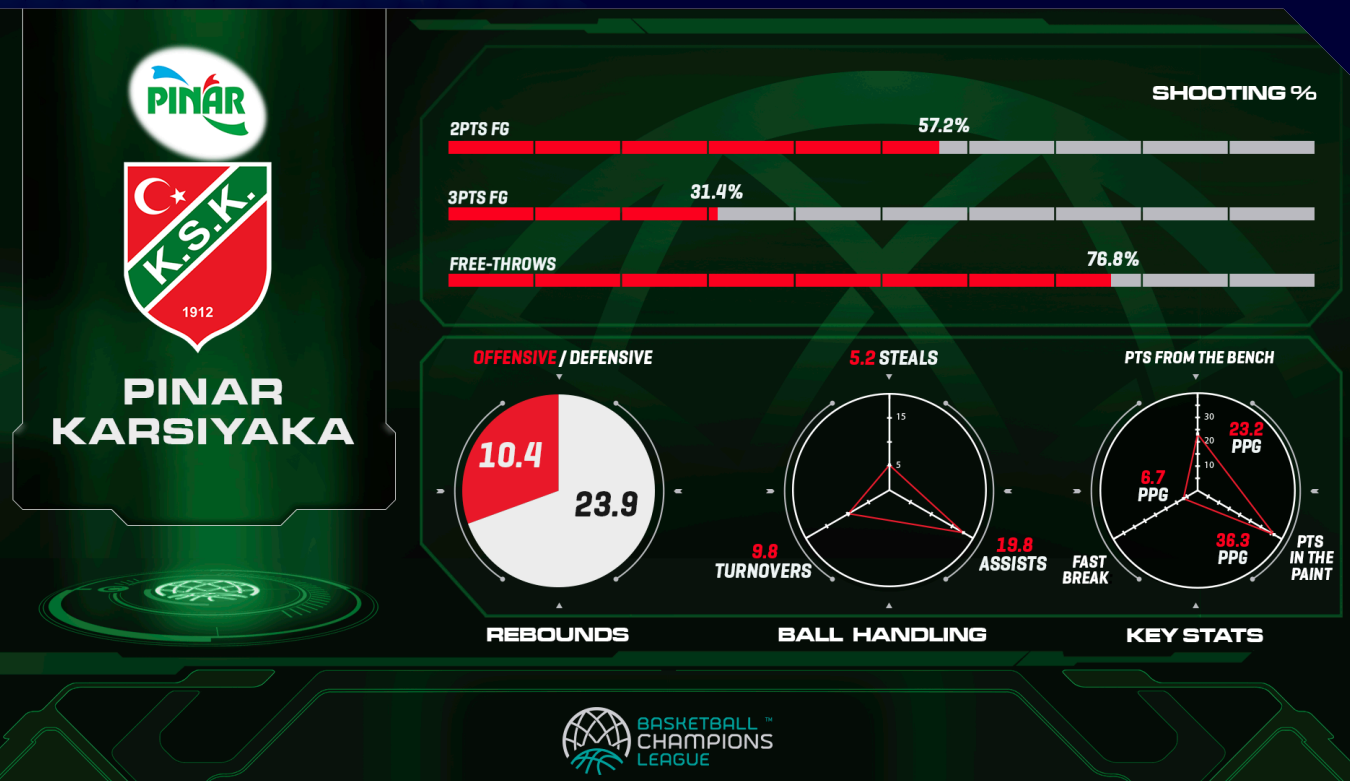 PINAR
K.S.K.
1912
PINAR
KARSIYAKA
SHOOTING %
2PTS FG
57.2%
3PTS FG
31.4%
FREE-THROWS
76.8%
OFFENSIVE / DEFENSIVE
10.4
23.9
REBOUNDS
5.2 STEALS
15
5
9.8
TURNOVERS
19.8
ASSISTS
BALL HANDLING
PTS FROM THE BENCH
30
20
10
23.2
PPG
6.7
PPG
36.3
PPG
FAST
BREAK
PTS
IN THE
PAINT
KEY STATS
BASKETBALL ™
CHAMPIONS
LEAGUE